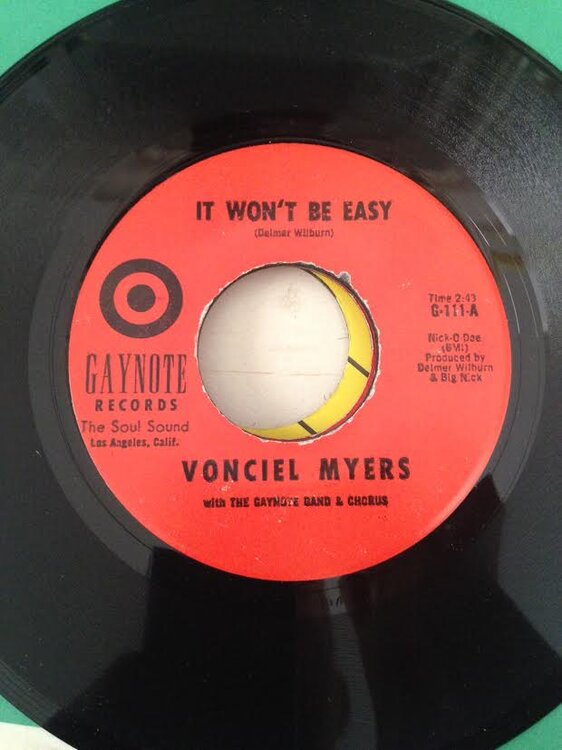 IT WON'T BE EASY
(Delmer Wilburn)
Time 2:43
G-111-A
Nick-O Dae
(BMI)
Produced by
Delmer Wilburn
& Big Nick
GAYNOTE
RECORDS
The Soul Sound
Los Angeles, Calif.
VONCIEL MYERS
with THE GAYNOTE BAND & CHORUS